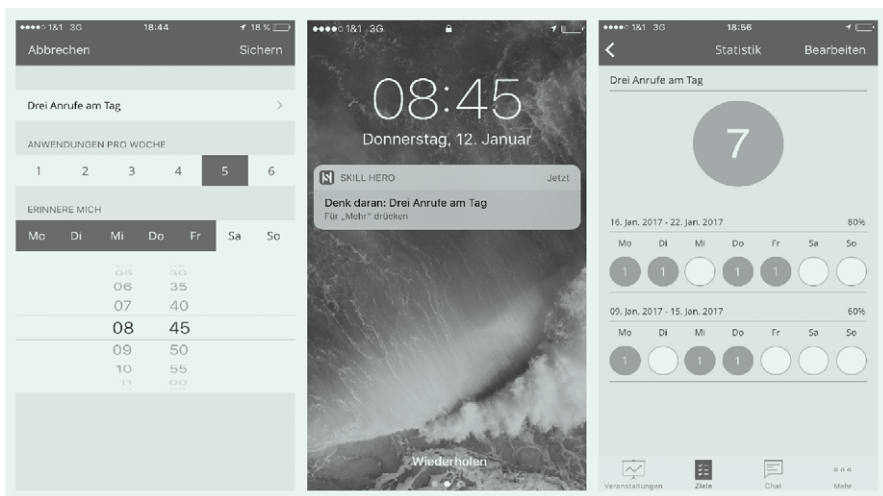 1&1 3G 18:44 18 %
Abbrechen Sichern
Drei Anrufe am Tag
ANWENDUNGEN PRO WOCHE
1 2 3 4 5 6
ERINNERE MICH
Mo Di Mi Do Fr Sa So
05 30
06 35
07 40
08 45
09 50
10 55
11 00
1&1 3G
08:45
Donnerstag, 12. Januar
SKILL HERO Jetzt
Denk daran: Drei Anrufe am Tag
Für „Mehr“ drücken
Wiederholen
1&1 3G 18:56
Statistik Bearbeiten
Drei Anrufe am Tag
7
16. Jan. 2017 - 22. Jan. 2017 80%
Mo Di Mi Do Fr Sa So
1 1 1 1
09. Jan. 2017 - 15. Jan. 2017 60%
Mo Di Mi Do Fr Sa So
1 1 1
Veranstaltungen Ziele Chat Mehr